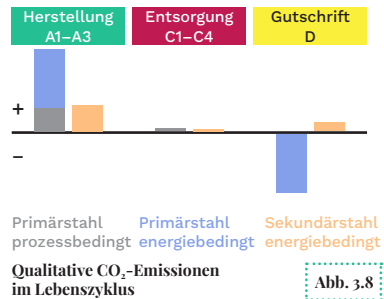 Herstellung
A1–A3
Entsorgung
C1–C4
Gutschrift
D
+
–
Primärstahl
prozessbedingt
Primärstahl
energiebedingt
Sekundärstahl
energiebedingt
Qualitative CO₂-Emissionen
im Lebenszyklus
Abb. 3.8